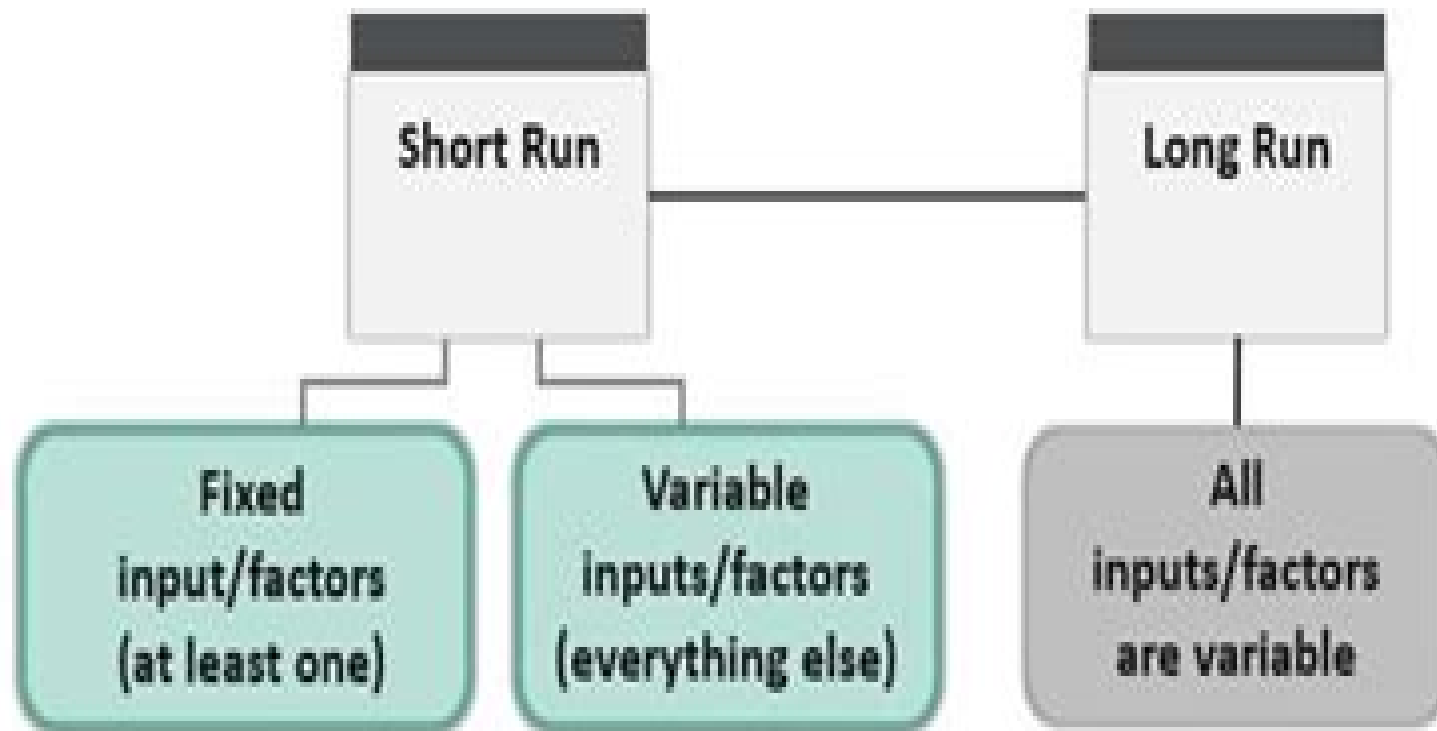 Short Run
Long Run
Fixed
input/factors
(at least one)
Variable
inputs/factors
(everything else)
All
inputs/factors
are variable